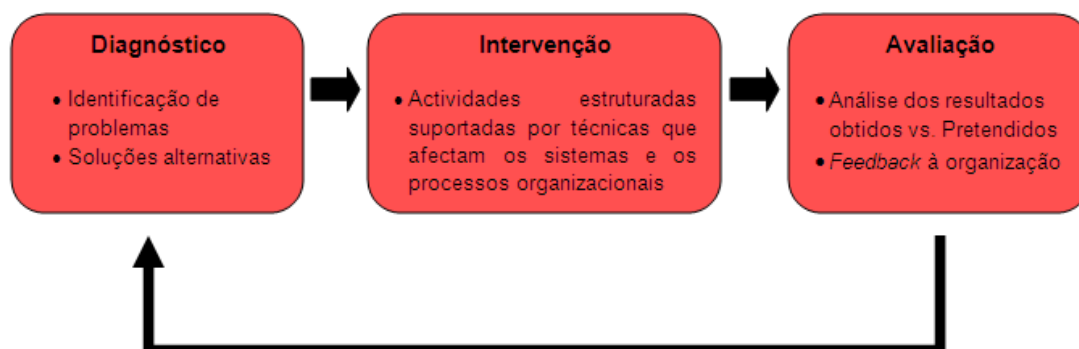 Diagnóstico
• Identificação de
problemas
• Soluções alternativas
Intervenção
• Actividades estruturadas
suportadas por técnicas que
afectam os sistemas e os
processos organizacionais
Avaliação
• Análise dos resultados
obtidos vs. Pretendidos
• Feedback à organização